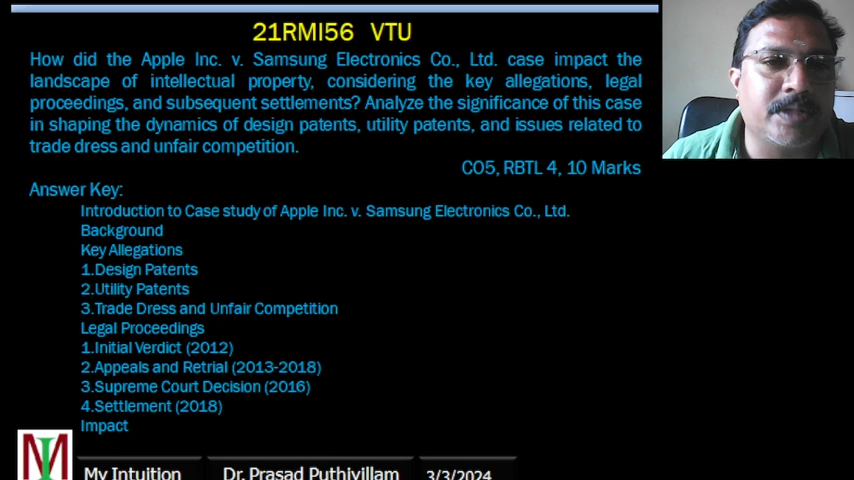 21RMI56 VTU
How did the Apple Inc. v. Samsung Electronics Co., Ltd. case impact the
landscape of intellectual property, considering the key allegations, legal
proceedings, and subsequent settlements? Analyze the significance of this case
in shaping the dynamics of design patents, utility patents, and issues related to
trade dress and unfair competition.
CO5, RBTL 4, 10 Marks
Answer Key:
Introduction to Case study of Apple Inc. v. Samsung Electronics Co., Ltd.
Background
Key Allegations
1.Design Patents
2.Utility Patents
3.Trade Dress and Unfair Competition
Legal Proceedings
1.Initial Verdict (2012)
2.Appeals and Retrial (2013-2018)
3.Supreme Court Decision (2016)
4.Settlement (2018)
Impact
MI
My Intuition Dr. Prasad Puthiyillam 3/3/2024